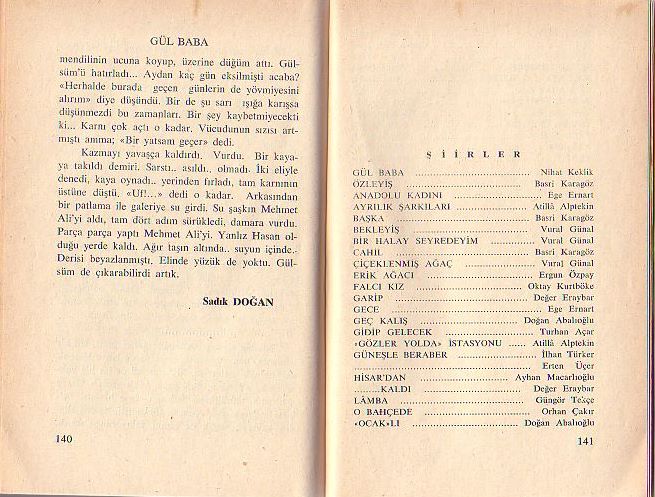 GÜL BABA
mendilinin ucuna koyup, üzerine düğüm attı. Gül-
süm'ü hatırladı... Aydan kaç gün eksilmişti acaba?
«Herhalde burada geçen günlerin de yövmiyesini
alırım» diye düşündü. Bir de şu sarı ışığa karışsa
düşünmezdi bu zamanları. Bir şey kaybetmiyecekti
ki... Karnı çok açtı o kadar. Vücudunun sızısı art-
mıştı amma; «Bir yatsam geçer» dedi.
Kazmayı yavaşça kaldırdı. Vurdu. Bir kaya-
ya takıldı demiri. Sarstı.. asıldı.. olmadı. İki eliyle
denedi, kaya oynadı.. yerinden fırladı, tam karnının
üstüne düştü. «Uf!...» dedi o kadar. Arkasından
bir patlama ile galeriye su girdi. Su şaşkın Mehmet
Ali'yi aldı, tam dört adım sürükledi, damara vurdu.
Parça parça yaptı Mehmet Ali'yi. Yanlız Hasan ol-
duğu yerde kaldı. Ağır taşın altında.. suyun içinde..
Derisi beyazlanmıştı. Elinde yüzük de yoktu. Gül-
süm de çıkarabilirdi artık.
Sadık DOĞAN
140
ŞİİRLER
GÜL BABA ........ Nihat Keklik
ÖZLEYİŞ ........ Basri Karagöz
ANADOLU KADINI ........ Ege Ernart
AYRILIK ŞARKILARI ........ Atillâ Alptekin
BAŞKA ........ Basri Karagöz
BEKLEYİŞ ........ Vural Günal
BİR HALAY SEYREDEYİM ........ Vural Günal
CAHİL ........ Basri Karagöz
ÇİÇEKLENMIŞ AĞAÇ ........ Vural Günal
ERİK AĞACI ........ Ergun Özpay
FALCI KIZ ........ Oktay Kurtböke
GARİP ........ Değer Eraybar
GECE ........ Ege Ernart
GEÇ KALIŞ ........ Doğan Abalıoğlu
GİDİP GELECEK ........ Turhan Açar
«GÖZLER YOLDA» İSTASYONU ...... Atillâ Alptekin
GÜNEŞLE BERABER ........ İlhan Türker
........ Erten Üçer
HİSAR'DAN ........ Ayhan Macarlıoğlu
.........KALDI ........ Değer Eraybar
LÂMBA ........ Güngör Tekçe
O BAHÇEDE ........ Orhan Çakır
«OCAK»LI ........ Doğan Abalıoğlu
141